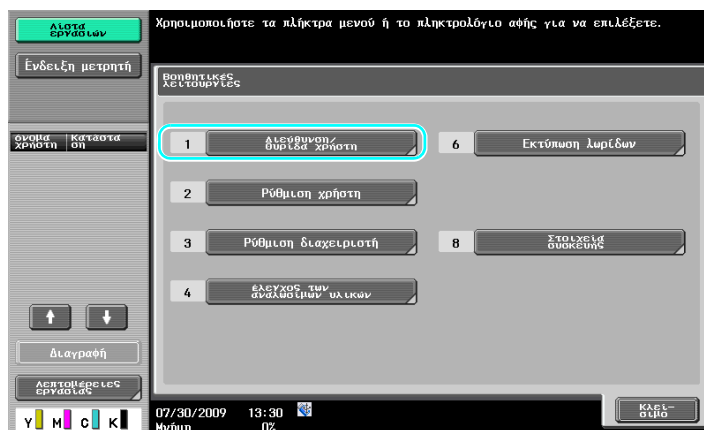 Λίστα
εργασιών
Χρησιμοποιήστε τα πλήκτρα μενού ή το πληκτρολόγιο αφής για να επιλέξετε.
Ένδειξη μετρητή
Βοηθητικές
λειτουργίες
όνομα
χρήστη
Κατάστα
ση
1
Διεύθυνση/
θυρίδα χρήστη
6
Εκτύπωση λωρίδων
2
Ρύθμιση χρήστη
3
Ρύθμιση διαχειριστή
8
Στοιχεία
συσκευής
4
έλεγχος των
αναλωσίμων υλικών
Διαγραφή
Λεπτομέρειες
εργασίας
07/30/2009 13:30
Μνήμη 0%
Κλεί-
σιμο
Y M C K